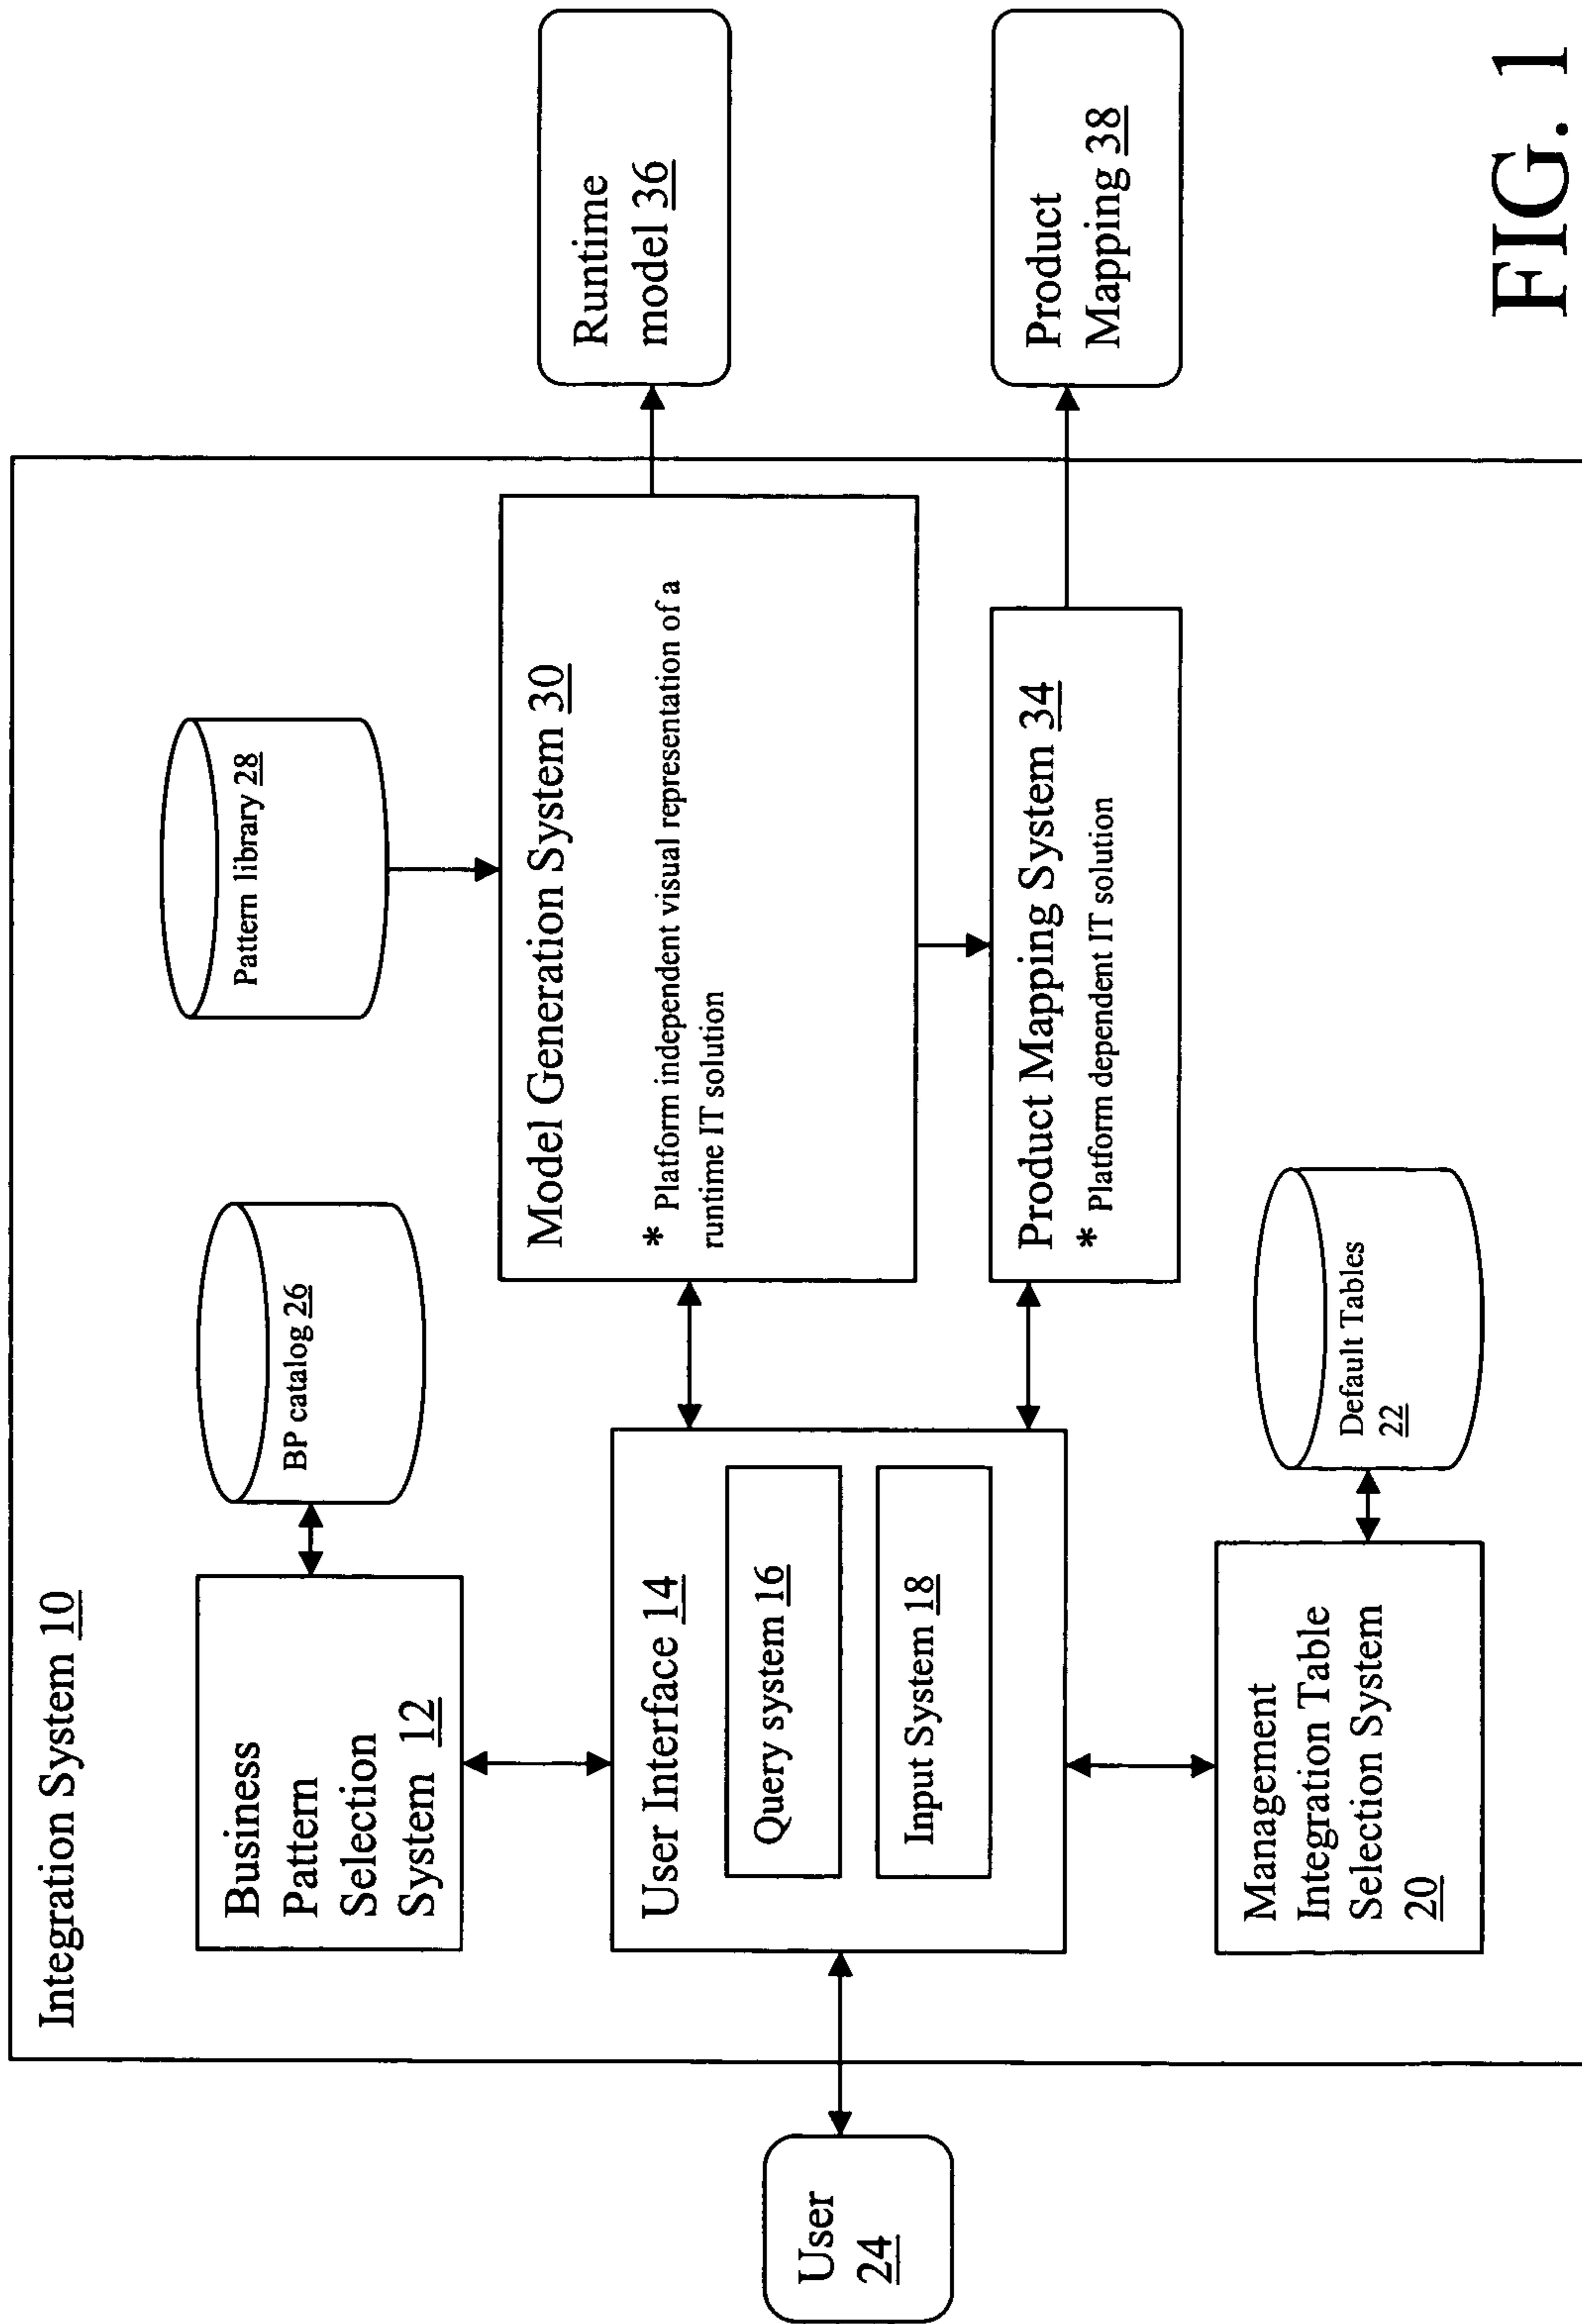 Integration System 10
Business
Pattern
Selection
System 12
BP catalog 26
Pattern library 28
User
24
User Interface 14
Query system 16
Input System 18
Model Generation System 30
* Platform independent visual representation of a
runtime IT solution
Runtime
model 36
Product Mapping System 34
* Platform dependent IT solution
Product
Mapping 38
Management
Integration Table
Selection System
20
Default Tables
22
FIG. 1